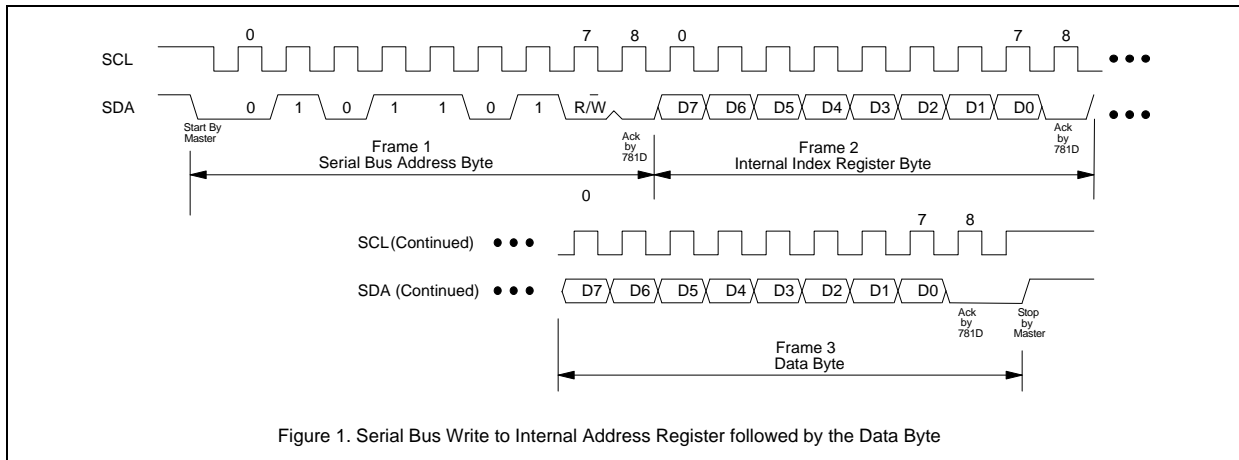 0 7 8 0 7 8
SCL
SDA 0 1 0 1 1 0 1 R/W D7 D6 D5 D4 D3 D2 D1 D0
Start By
Master
Ack
by
781D
Ack
by
781D
Frame 1
Serial Bus Address Byte
Frame 2
Internal Index Register Byte
0
7 8
SCL (Continued)
SDA (Continued) D7 D6 D5 D4 D3 D2 D1 D0
Ack
by
781D
Stop
by
Master
Frame 3
Data Byte
Figure 1. Serial Bus Write to Internal Address Register followed by the Data Byte